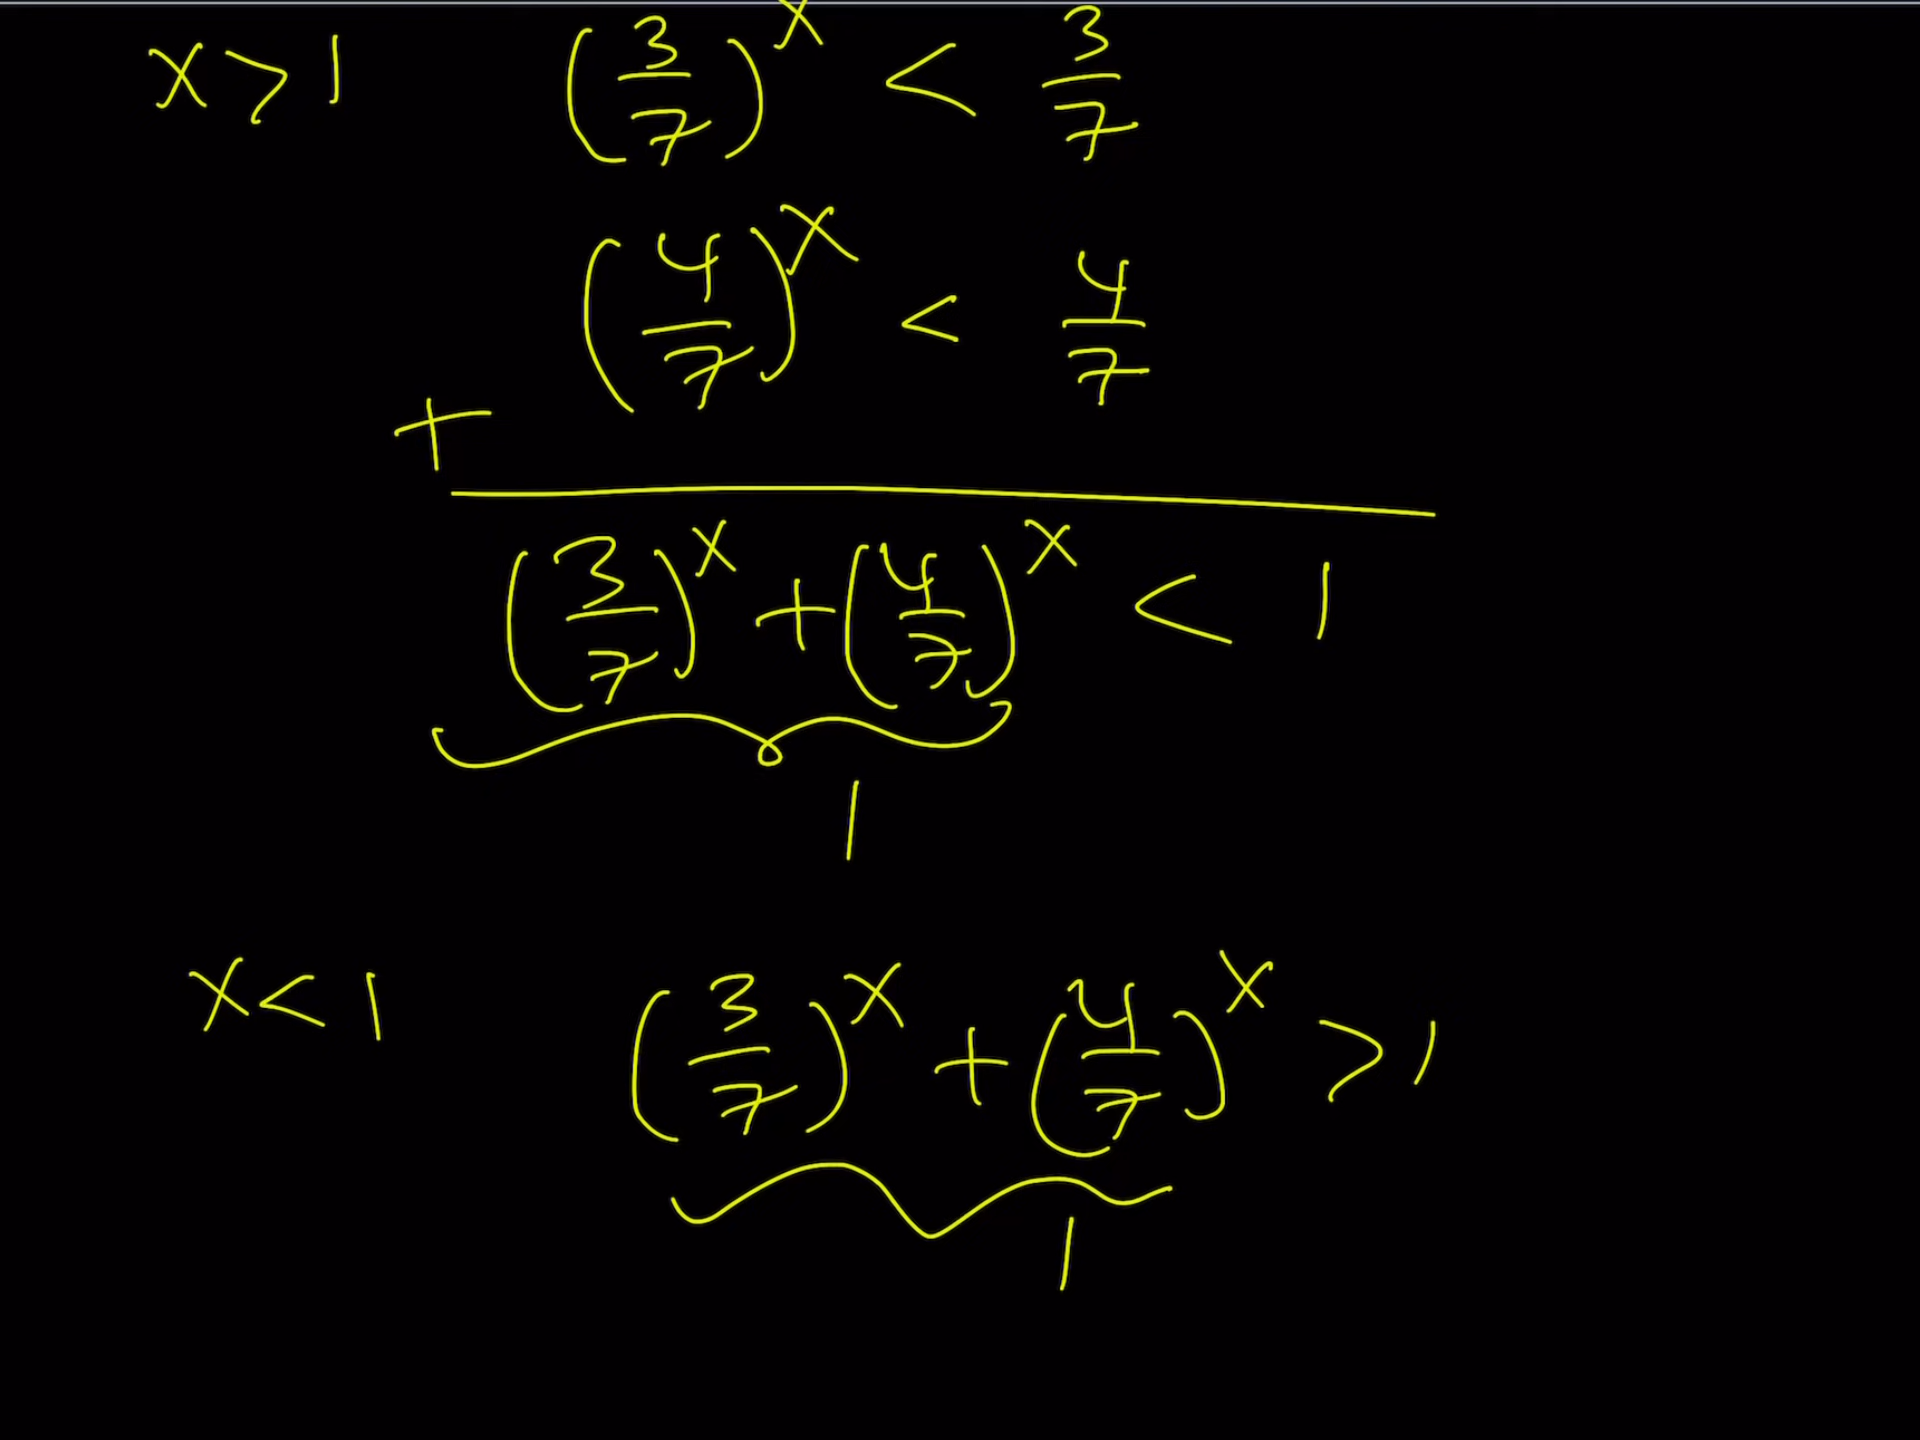 x > 1 (3/7)^x < 3/7
(4/7)^x < 4/7
+
(3/7)^x + (4/7)^x < 1
1
x < 1 (3/7)^x + (4/7)^x > 1
1